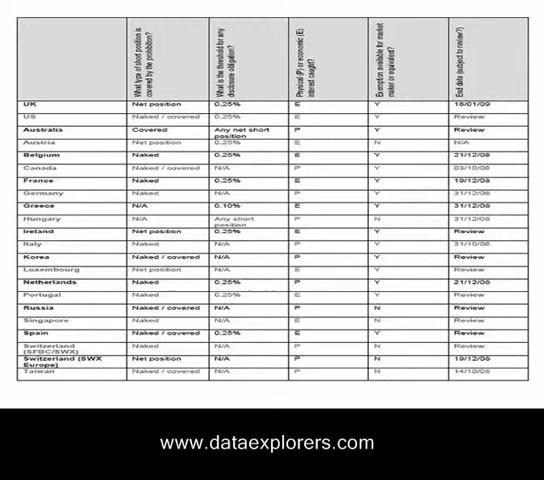 What type of short position is covered by the prohibition?
What is the threshold for any disclosure obligation?
Physical (P) or economic (E) interest caught?
Exemption available for market maker or equivalent?
End date (subject to review?)
UK Net position 0.25% E Y 16/01/09
US Naked / covered 0.25% E Y Review
Australia Covered Any net short position P Y Review
Austria Net position 0.25% E N N/A
Belgium Naked 0.25% E Y 21/12/08
Canada Naked / covered N/A P Y 03/10/08
France Naked 0.25% E Y 19/12/08
Germany Naked N/A P Y 31/12/08
Greece N/A 0.10% E Y 31/12/08
Hungary N/A Any short position P N 31/12/08
Ireland Net position 0.25% E Y Review
Italy Naked N/A P Y 31/10/08
Korea Naked / covered N/A P Y Review
Luxembourg Net position N/A E Y Review
Netherlands Naked 0.25% P Y 21/12/08
Portugal Naked 0.25% E Y Review
Russia Naked / covered N/A P N Review
Singapore Naked N/A E N Review
Spain Naked / covered 0.25% E Y Review
Switzerland (SFBC/SWX) Naked N/A P N Review
Switzerland (SWX Europe) Net position N/A P N 19/12/08
Taiwan Naked / covered N/A P N 14/10/08
www.dataexplorers.com